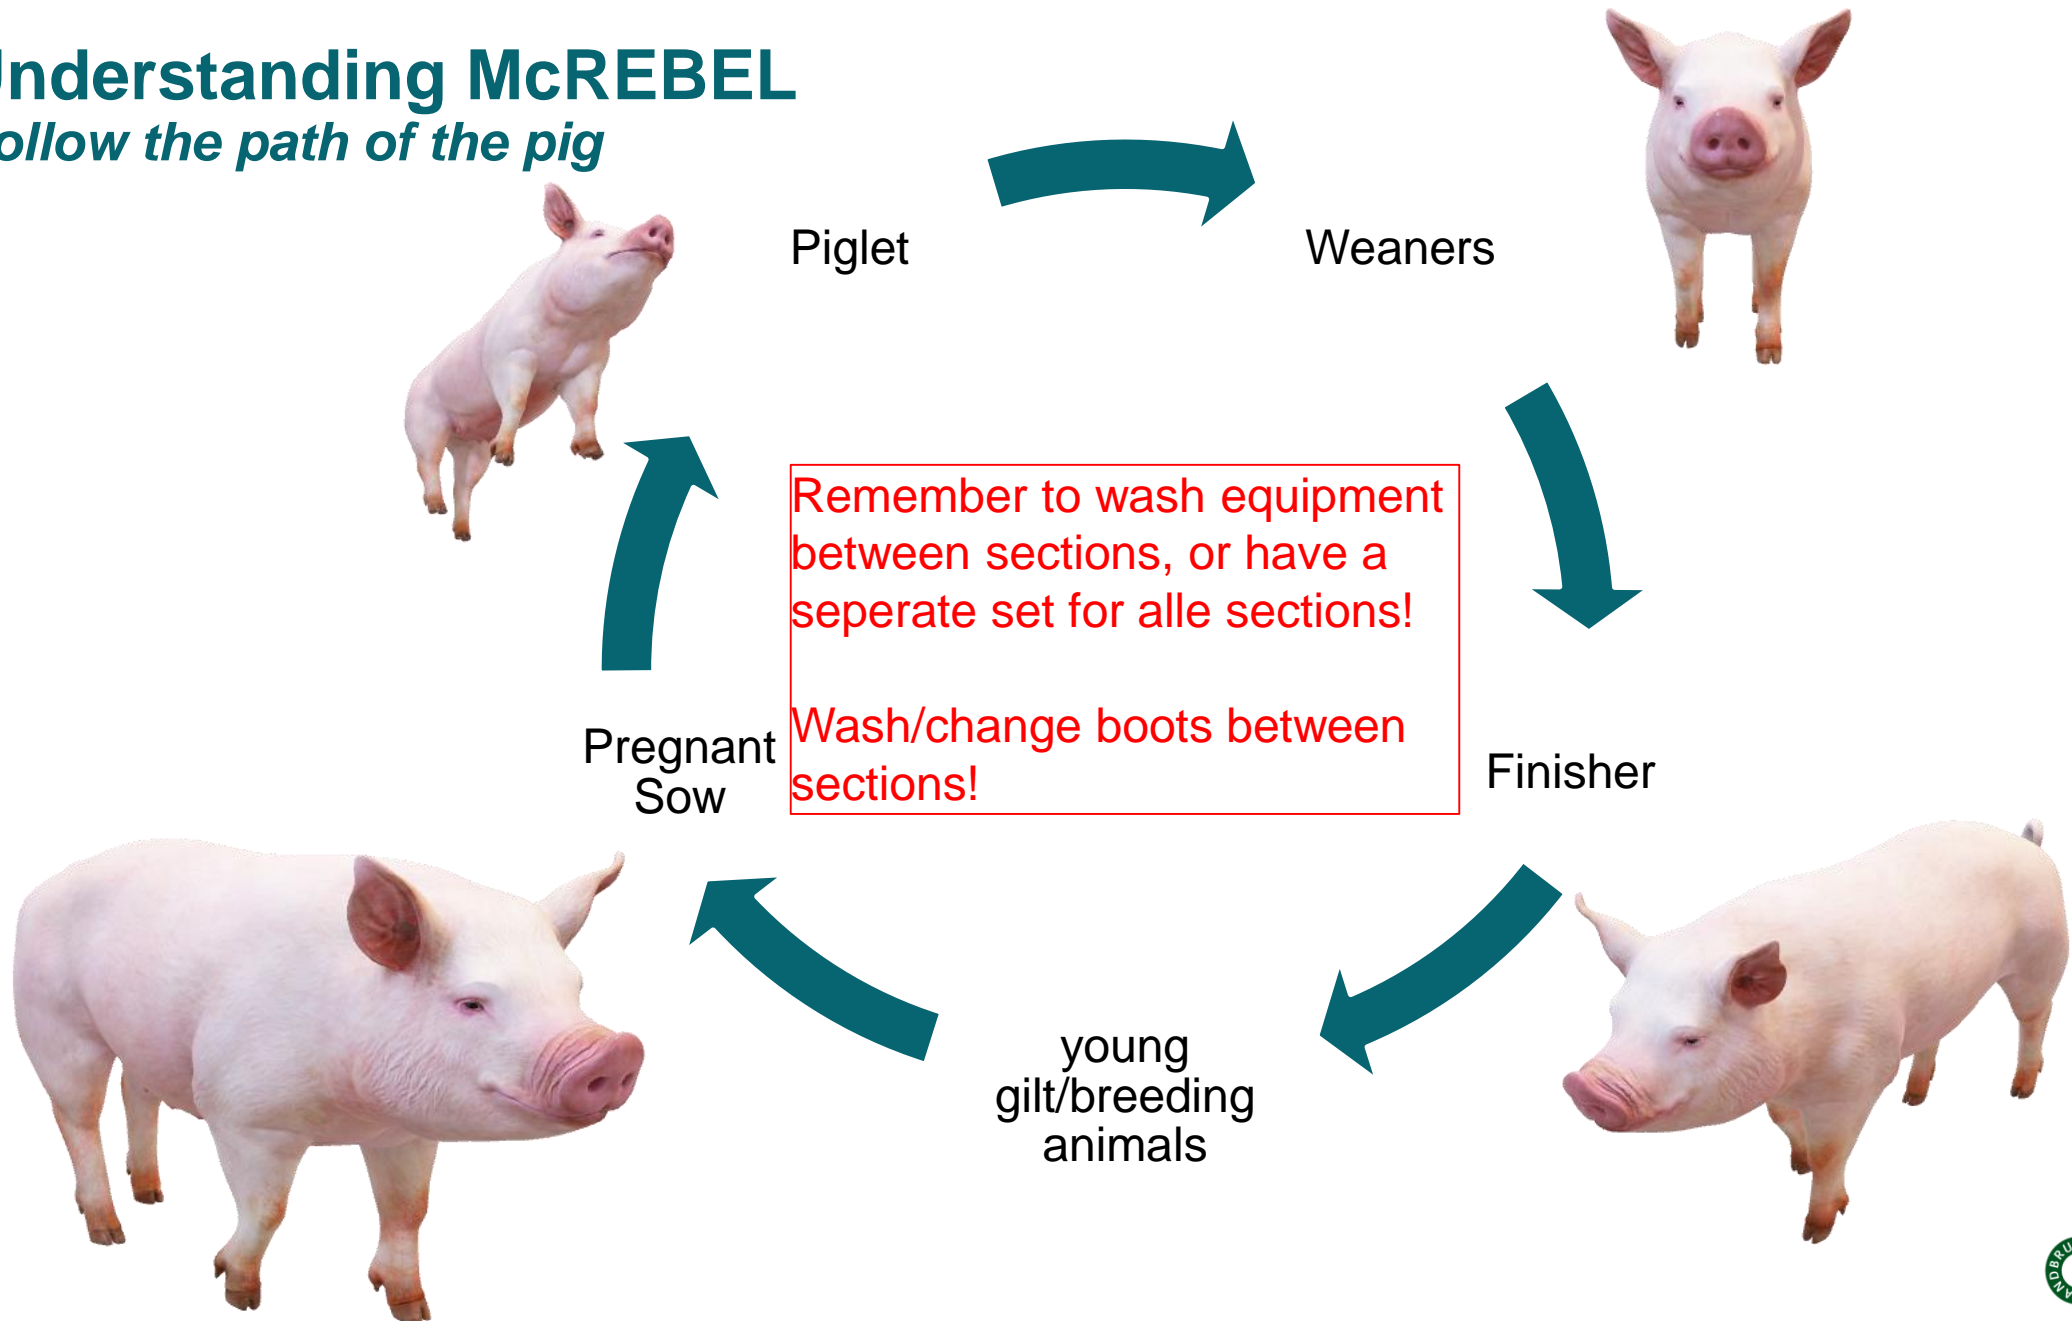 Understanding McREBEL
ollow the path of the pig
Piglet
Weaners
Remember to wash equipment
between sections, or have a
seperate set for alle sections!
Wash/change boots between
sections!
Pregnant
Sow
Finisher
young
gilt/breeding
animals